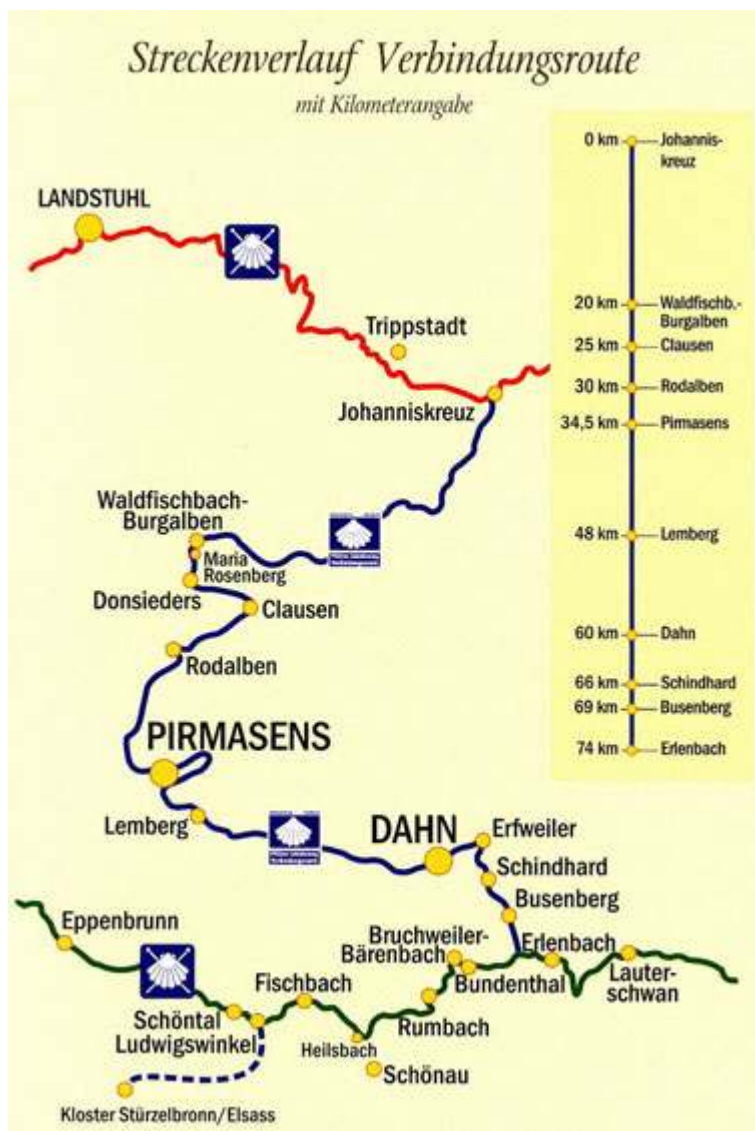 Streckenverlauf Verbindungsroute
mit Kilometerangabe
0 km
Johannis-
kreuz
20 km
Waldfischb.-
Burgalben
25 km
Clausen
30 km
Rodalben
34,5 km
Pirmasens
48 km
Lemberg
60 km
Dahn
66 km
Schindhard
69 km
Busenberg
74 km
Erlenbach
LANDSTUHL
Trippstadt
Johanniskreuz
Waldfischbach-
Burgalben
Maria
Rosenberg
Donsieders
Clausen
Rodalben
PIRMASENS
Lemberg
DAHN
Erfweiler
Schindhard
Busenberg
Eppenbrunn
Bruchweiler-
Bärenbach
Erlenbach
Bundenthal
Lauter-
schwan
Fischbach
Schöntal
Ludwigswinkel
Rumbach
Heilsbach
Schönau
Kloster Stürzelbronn/Elsass